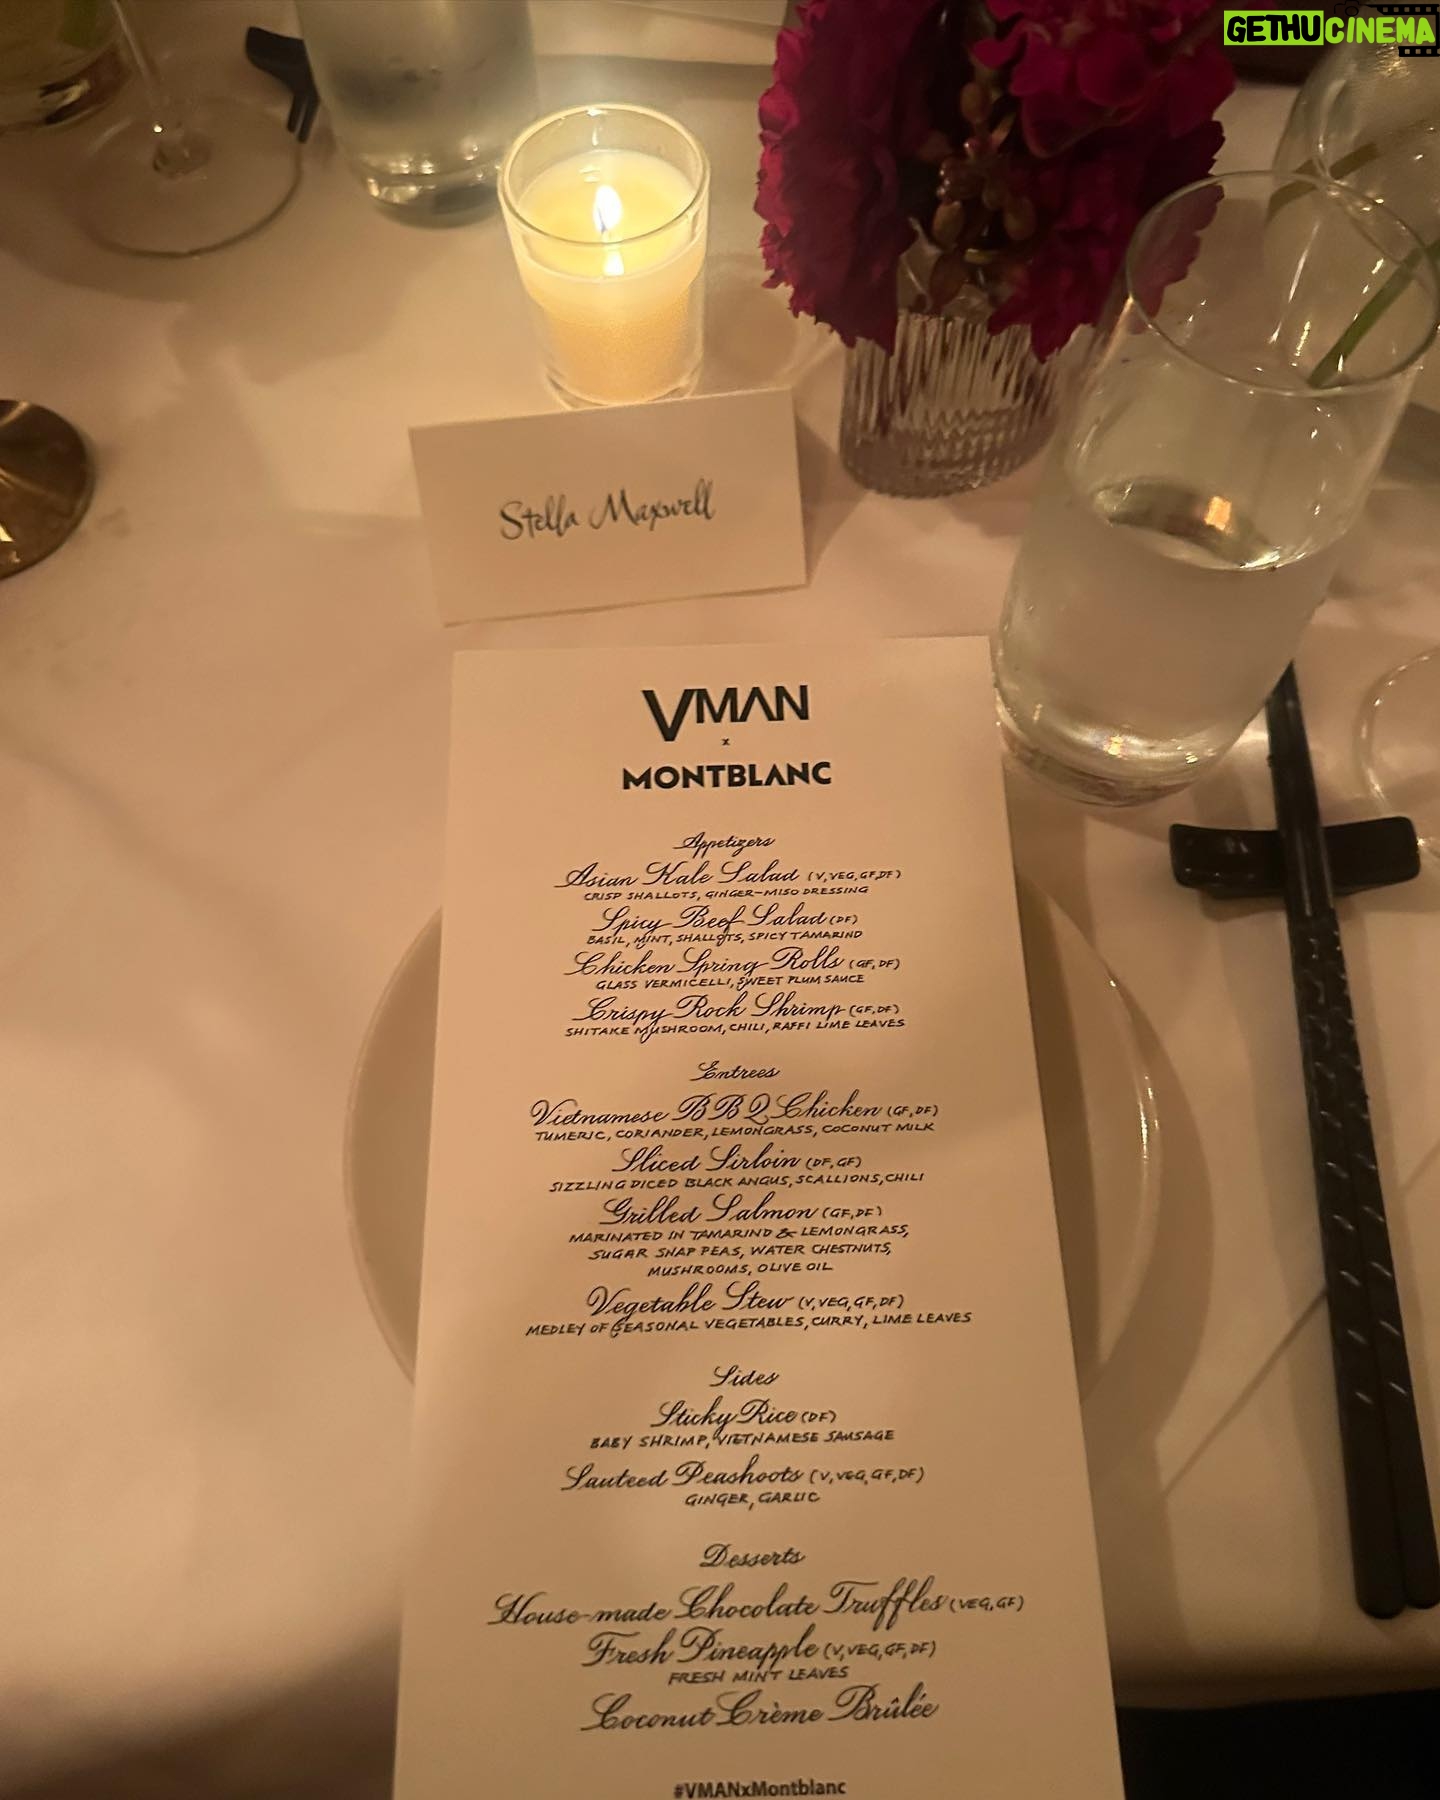 GETHUCINEMA
Stella Maxwell
VMAN
x
MONTBLANC
Appetizers
Asian Kale Salad (V,VEG,GF,DF)
CRISP SHALLOTS, GINGER-MISO DRESSING
Spicy Beef Salad (DF)
BASIL, MINT, SHALLOTS, SPICY TAMARIND
Chicken Spring Rolls (GF,DF)
GLASS VERMICELLI, SWEET PLUM SAUCE
Crispy Rock Shrimp (GF,DF)
SHITAKE MUSHROOM, CHILI, RAFFI LIME LEAVES
Entrees
Vietnamese BBQ Chicken (GF,DF)
TUMERIC, CORIANDER, LEMONGRASS, COCONUT MILK
Sliced Sirloin (DF,GF)
SIZZLING DICED BLACK ANGUS, SCALLIONS, CHILI
Grilled Salmon (GF,DF)
MARINATED IN TAMARIND & LEMONGRASS,
SUGAR SNAP PEAS, WATER CHESTNUTS,
MUSHROOMS, OLIVE OIL
Vegetable Stew (V,VEG,GF,DF)
MEDLEY OF SEASONAL VEGETABLES, CURRY, LIME LEAVES
Sides
Sticky Rice (DF)
BABY SHRIMP, VIETNAMESE SAUSAGE
Sauteed Peashoots (V,VEG,GF,DF)
GINGER, GARLIC
Desserts
House-made Chocolate Truffles (VEG,GF)
Fresh Pineapple (V,VEG,GF,DF)
FRESH MINT LEAVES
Coconut Crème Brûlée
#VMANxMontblanc